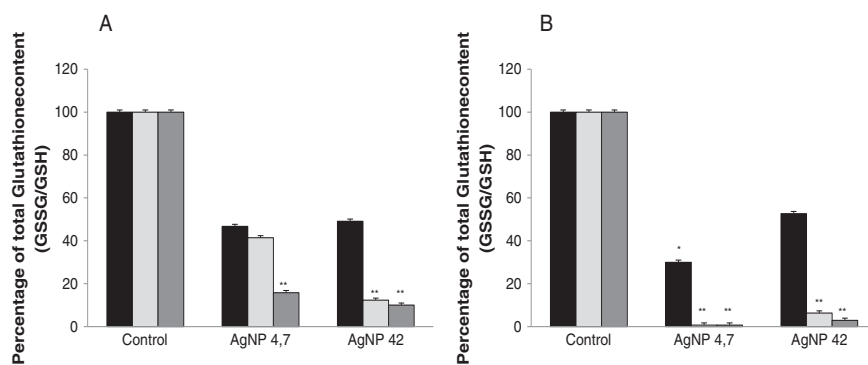 A
Percentage of total Glutathionecontent
(GSSG/GSH)
120
100
80
60
40
20
0
**
** **
Control AgNP 4,7 AgNP 42
B
Percentage of total Glutathionecontent
(GSSG/GSH)
120
100
80
60
40
20
0
*
** **
** **
Control AgNP 4,7 AgNP 42